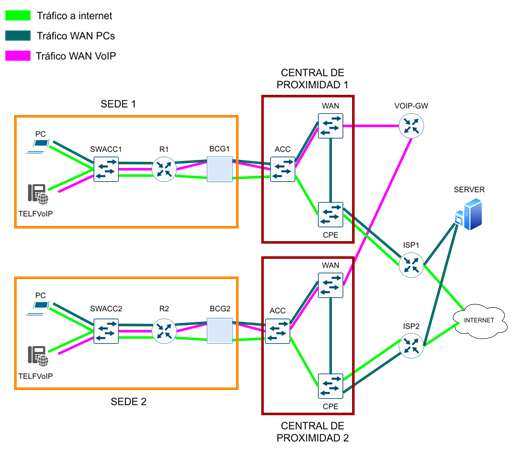 Tráfico a internet
Tráfico WAN PCs
Tráfico WAN VoIP
CENTRAL DE
PROXIMIDAD 1
SEDE 1
WAN
VOIP-GW
PC
SWACC1
R1
BCG1
ACC
TELFVoIP
CPE
SERVER
ISP1
CENTRAL DE
PROXIMIDAD 2
SEDE 2
WAN
PC
SWACC2
R2
BCG2
ACC
TELFVoIP
CPE
ISP2
INTERNET